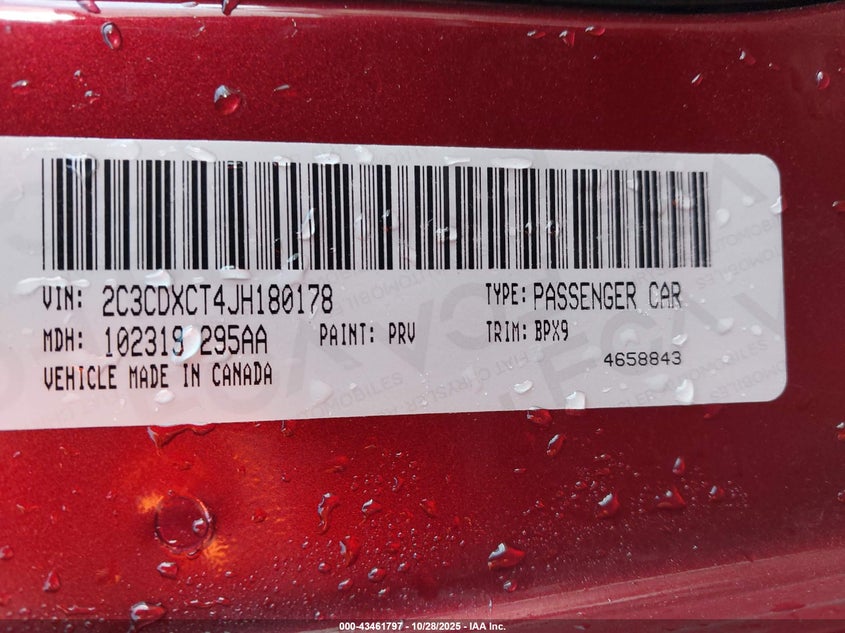 VIN: 2C3CDXCT4JH180178 TYPE: PASSENGER CAR
MDH: 102319 295AA PAINT: PRV TRIM: BPX9
VEHICLE MADE IN CANADA 4658843
000-43461797 - 10/28/2025 - IAA Inc.